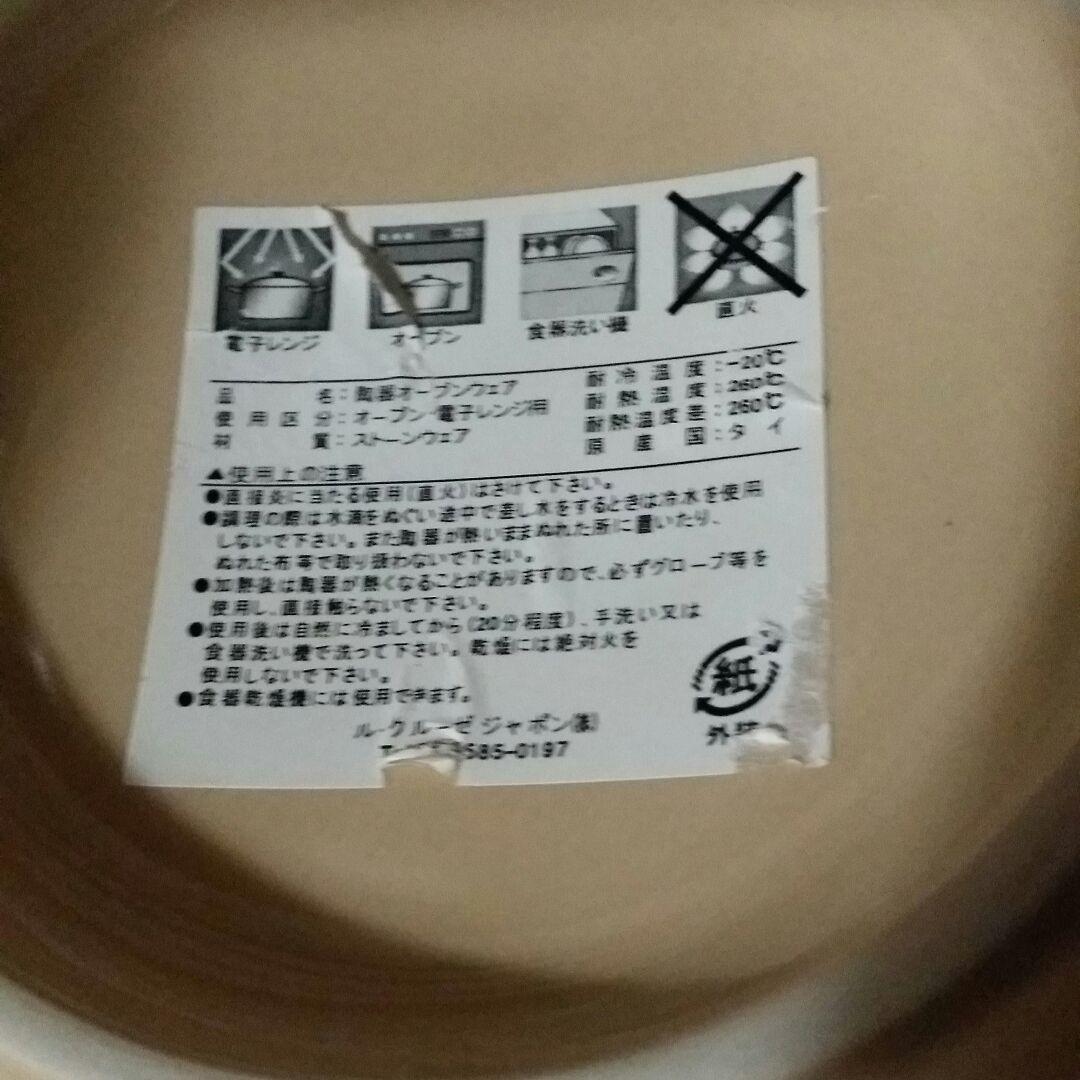 電子レンジ
オーブン
食器洗い機
直火
品名：陶器オーブンウェア
使用区分：オーブン・電子レンジ用
材質：ストーンウェア
耐冷温度：-20℃
耐熱温度：260℃
耐熱温度差：260℃
原産国：タイ
▲使用上の注意
●直接炎に当たる使用（直火）はさけて下さい。
●調理の際は水滴をぬぐい途中で差し水をするときは冷水を使用
しないで下さい。また陶器が熱いままぬれた所に置いたり、
ぬれた布等で取り扱わないで下さい。
●加熱後は陶器が熱くなることがありますので、必ずグローブ等を
使用し、直接触らないで下さい。
●使用後は自然に冷ましてから（20分程度）、手洗い又は
食器洗い機で洗って下さい。乾燥には絶対火を
使用しないで下さい。
●食器乾燥機には使用できます。
ル・クルーゼ ジャポン㈱
585-0197
紙
外装